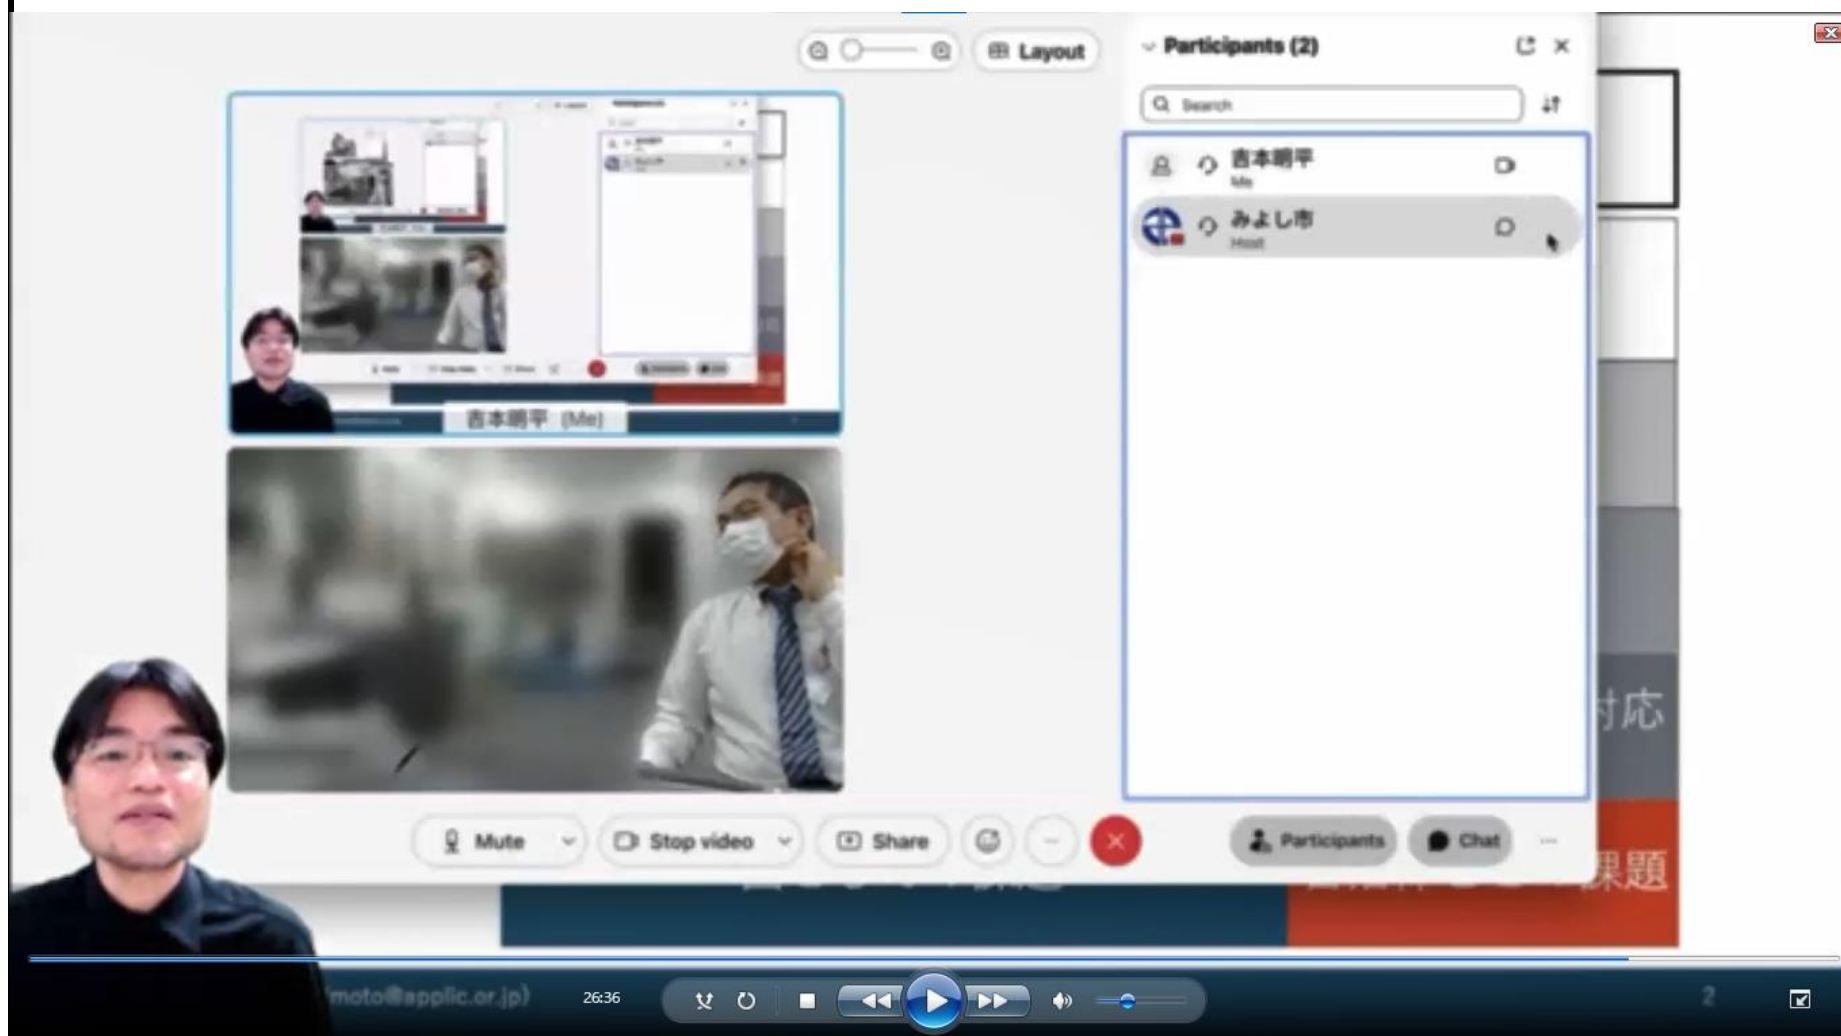 Layout
Participants (2)
Search
吉本明平
Me
みよし市
Host
吉本明平 (Me)
対応
Mute
Stop video
Share
Participants
Chat
課題
moto@applic.or.jp)
26:36
2